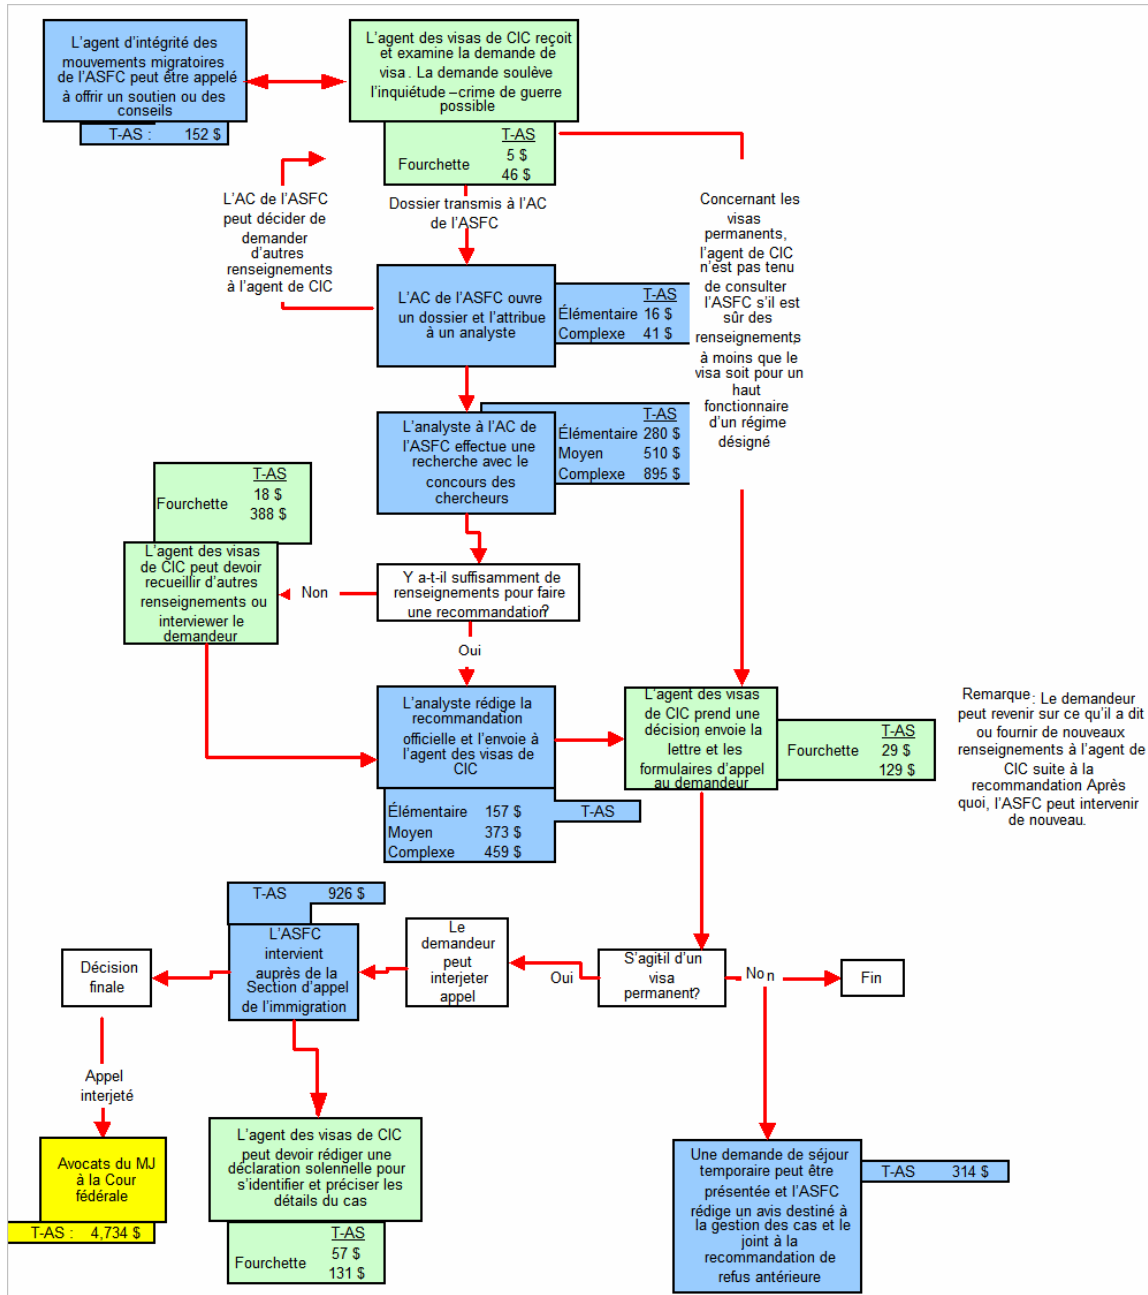 L'agent d'intégrité des
mouvements migratoires
de l'ASFC peut être appelé
à offrir un soutien ou des
conseils
T-AS : 152 $
L'agent des visas de CIC reçoit
et examine la demande de
visa. La demande soulève
l'inquiétude –crime de guerre
possible
T-AS
Fourchette
5 $
46 $
L'AC de l'ASFC
peut décider de
demander
d'autres
renseignements
à l'agent de CIC
Dossier transmis à l'AC
de l'ASFC
Concernant les
visas
permanents,
l'agent de CIC
n'est pas tenu
de consulter
l'ASFC s'il est
sûr des
renseignements,
à moins que le
visa soit pour un
haut
fonctionnaire
d'un régime
désigné
L'AC de l'ASFC ouvre
un dossier et l'attribue
à un analyste
T-AS
Élémentaire 16 $
Complexe 41 $
L'analyste à l'AC de
l'ASFC effectue une
recherche avec le
concours des
chercheurs
T-AS
Élémentaire 280 $
Moyen 510 $
Complexe 895 $
T-AS
Fourchette
18 $
388 $
L'agent des visas
de CIC peut devoir
recueillir d'autres
renseignements ou
interviewer le
demandeur
Non
Y a-t-il suffisamment de
renseignements pour faire
une recommandation?
Oui
L'analyste rédige la
recommandation
officielle et l'envoie à
l'agent des visas de
CIC
Élémentaire 157 $ T-AS
Moyen 373 $
Complexe 459 $
L'agent des visas
de CIC prend une
décision, envoie la
lettre et les
formulaires d'appel
au demandeur
T-AS
Fourchette 29 $
129 $
Remarque : Le demandeur
peut revenir sur ce qu'il a dit
ou fournir de nouveaux
renseignements à l'agent de
CIC suite à la
recommandation Après
quoi, l'ASFC peut intervenir
de nouveau.
T-AS 926 $
L'ASFC
intervient
auprès de la
Section d'appel
de l'immigration
Le
demandeur
peut
interjeter
appel
Oui
S'agit-il d'un
visa
permanent?
Non
Fin
Décision
finale
Appel
interjeté
Avocats du MJ
à la Cour
fédérale
T-AS : 4,734 $
L'agent des visas de CIC
peut devoir rédiger une
déclaration solennelle pour
s'identifier et préciser les
détails du cas
T-AS
Fourchette
57 $
131 $
Une demande de séjour
temporaire peut être
présentée et l'ASFC
rédige un avis destiné à
la gestion des cas et le
joint à la
recommandation de
refus antérieure
T-AS 314 $